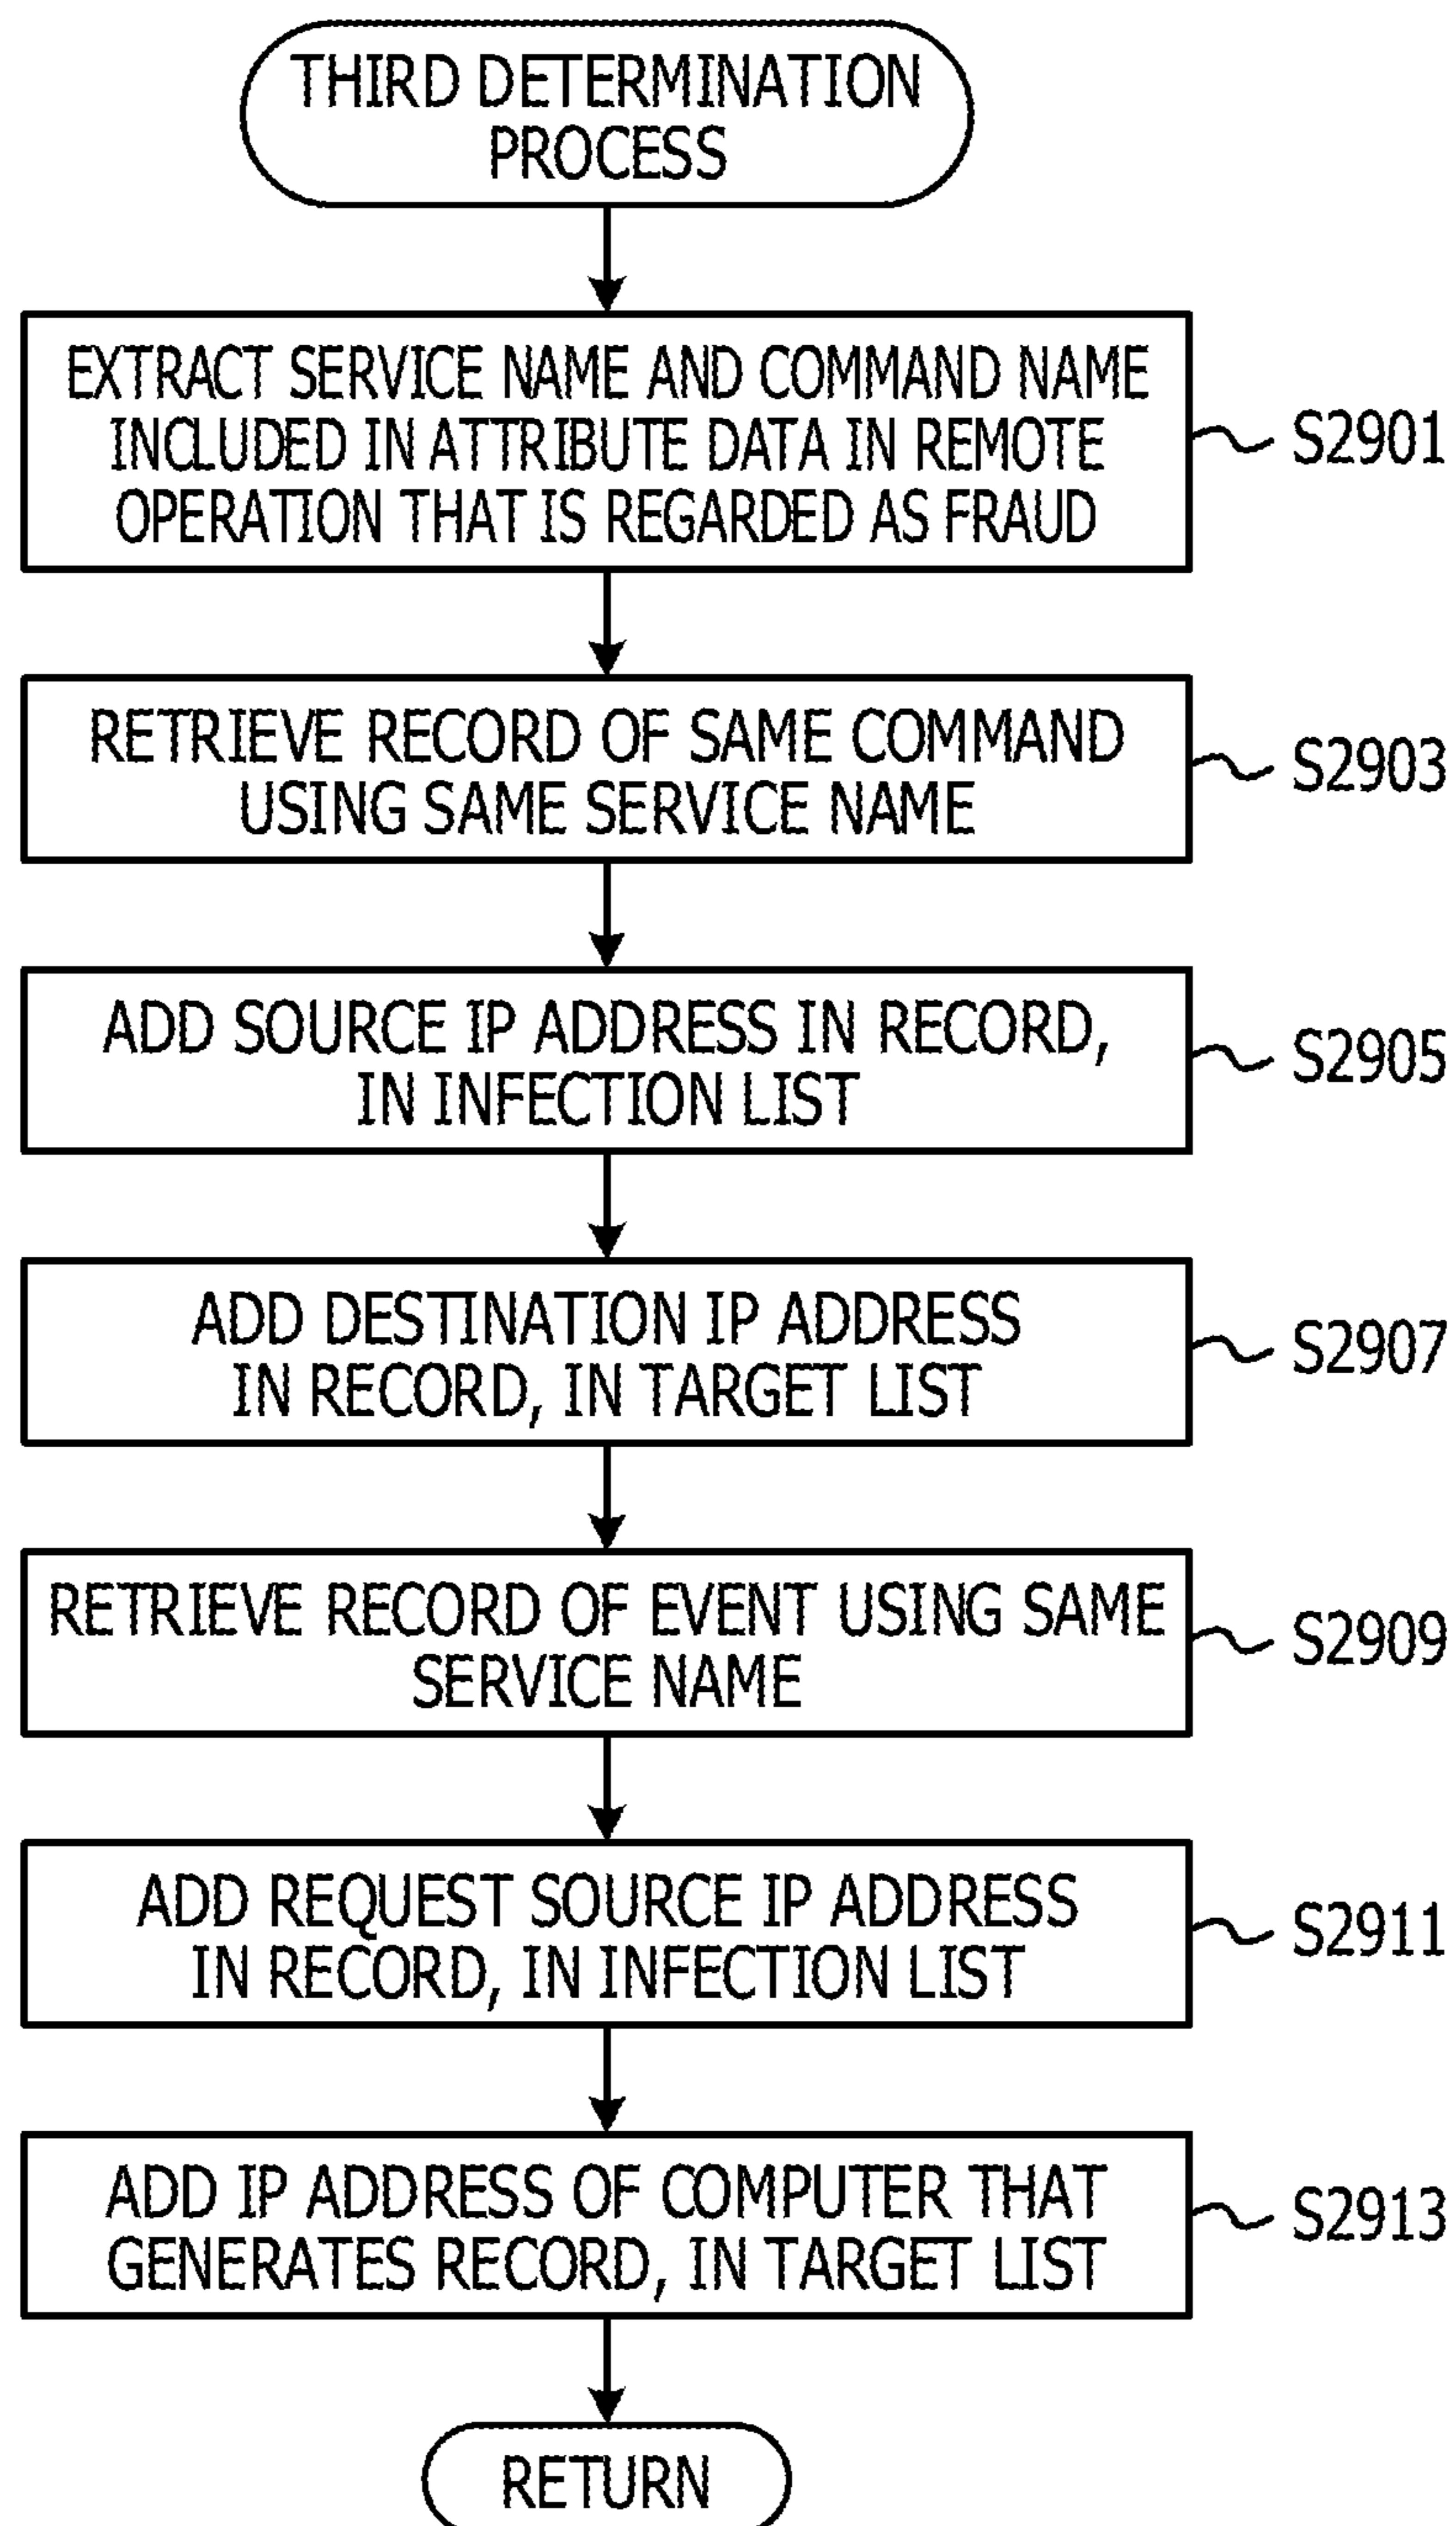 THIRD DETERMINATION
PROCESS
EXTRACT SERVICE NAME AND COMMAND NAME
INCLUDED IN ATTRIBUTE DATA IN REMOTE
OPERATION THAT IS REGARDED AS FRAUD
S2901
RETRIEVE RECORD OF SAME COMMAND
USING SAME SERVICE NAME
S2903
ADD SOURCE IP ADDRESS IN RECORD,
IN INFECTION LIST
S2905
ADD DESTINATION IP ADDRESS
IN RECORD, IN TARGET LIST
S2907
RETRIEVE RECORD OF EVENT USING SAME
SERVICE NAME
S2909
ADD REQUEST SOURCE IP ADDRESS
IN RECORD, IN INFECTION LIST
S2911
ADD IP ADDRESS OF COMPUTER THAT
GENERATES RECORD, IN TARGET LIST
S2913
RETURN